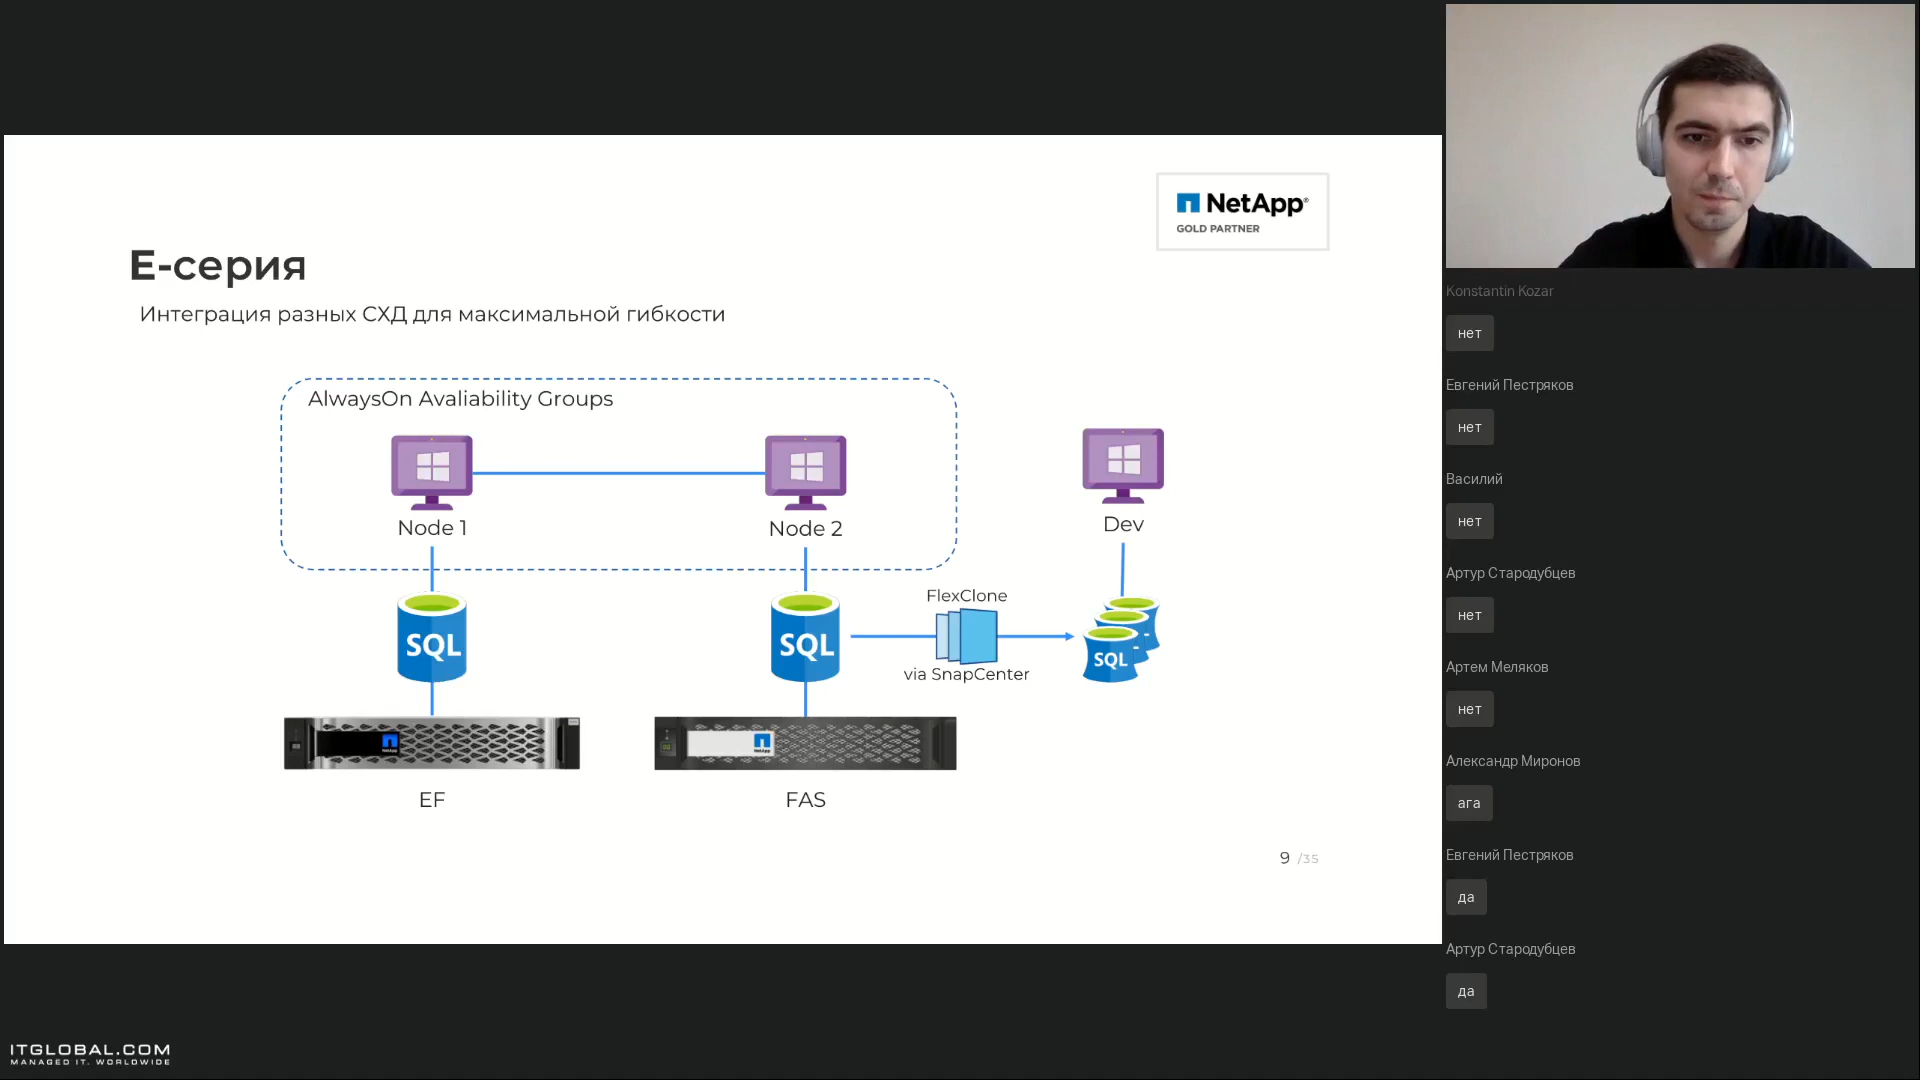 NetApp®
GOLD PARTNER
Е-серия
Интеграция разных СХД для максимальной гибкости
AlwaysOn Avaliability Groups
Node 1
Node 2
Dev
SQL
SQL
FlexClone
via SnapCenter
SQL
EF
FAS
9 /35
ITGLOBAL.COM
MANAGED IT. WORLDWIDE
Konstantin Kozar
нет
Евгений Пестряков
нет
Василий
нет
Артур Стародубцев
нет
Артем Меляков
нет
Александр Миронов
ага
Евгений Пестряков
да
Артур Стародубцев
да